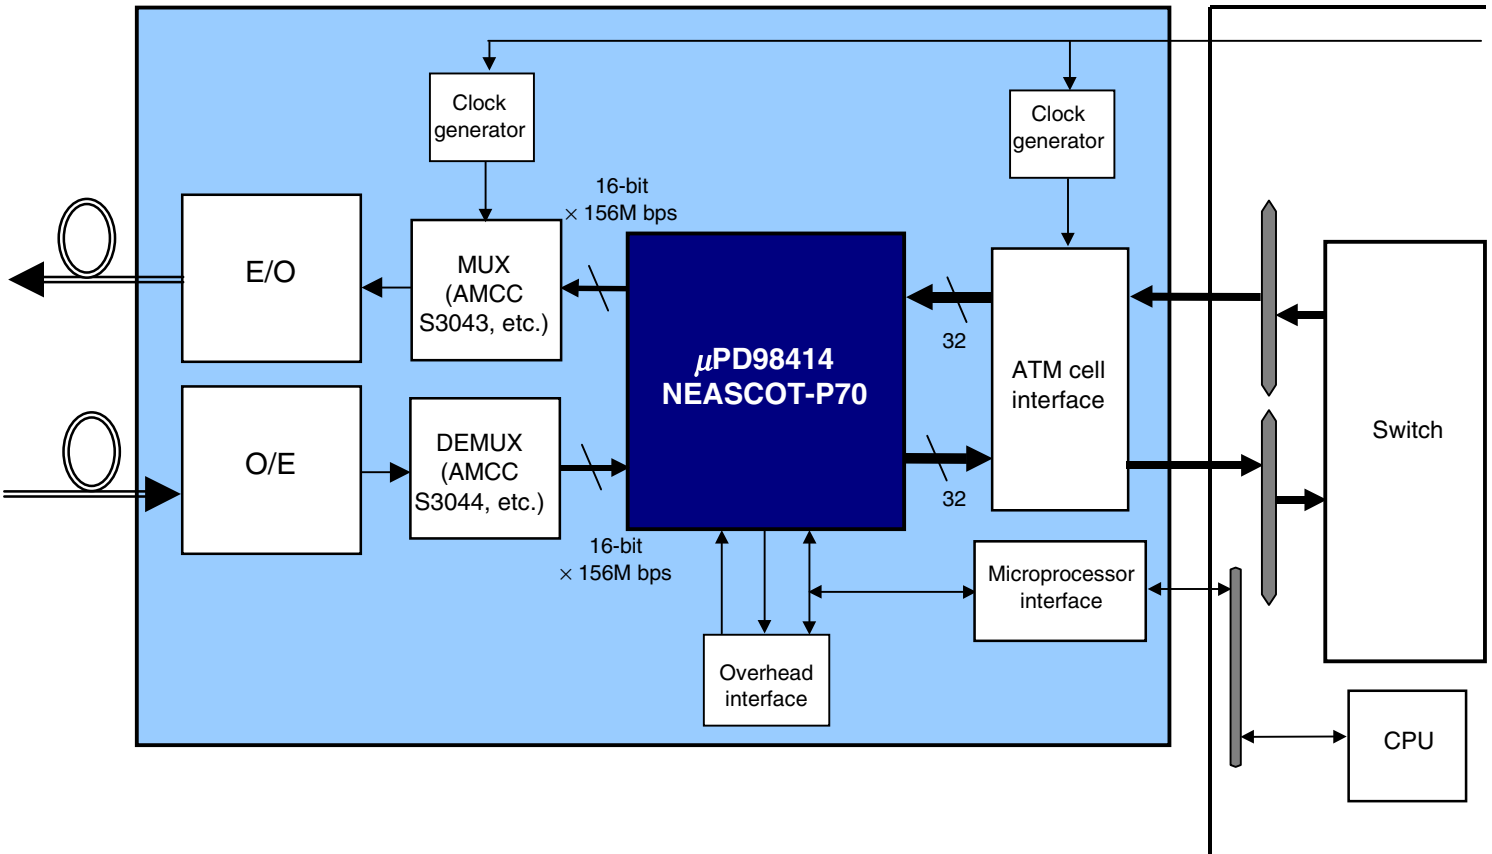 Clock
generator
Clock
generator
16-bit
× 156M bps
E/O
MUX
(AMCC
S3043, etc.)
32
µPD98414
NEASCOT-P70
ATM cell
interface
Switch
O/E
DEMUX
(AMCC
S3044, etc.)
32
16-bit
× 156M bps
Microprocessor
interface
Overhead
interface
CPU